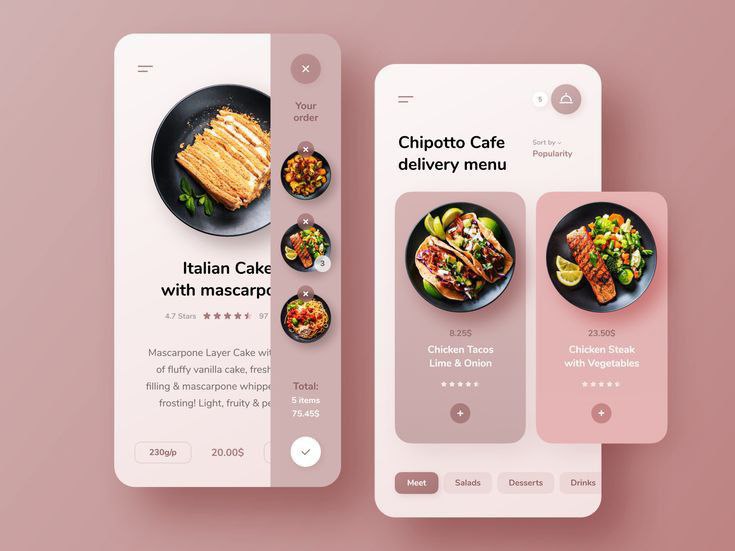 Your
order
3
Italian Cake
with mascarpo
4.7 Stars
97
Mascarpone Layer Cake wit
of fluffy vanilla cake, fresh
filling & mascarpone whippe
frosting! Light, fruity & pe
230g/p
20.00$
Total:
5 items
75.45$
5
Chipotto Cafe
delivery menu
Sort by
Popularity
8.25$
Chicken Tacos
Lime & Onion
+
23.50$
Chicken Steak
with Vegetables
+
Meet
Salads
Desserts
Drinks